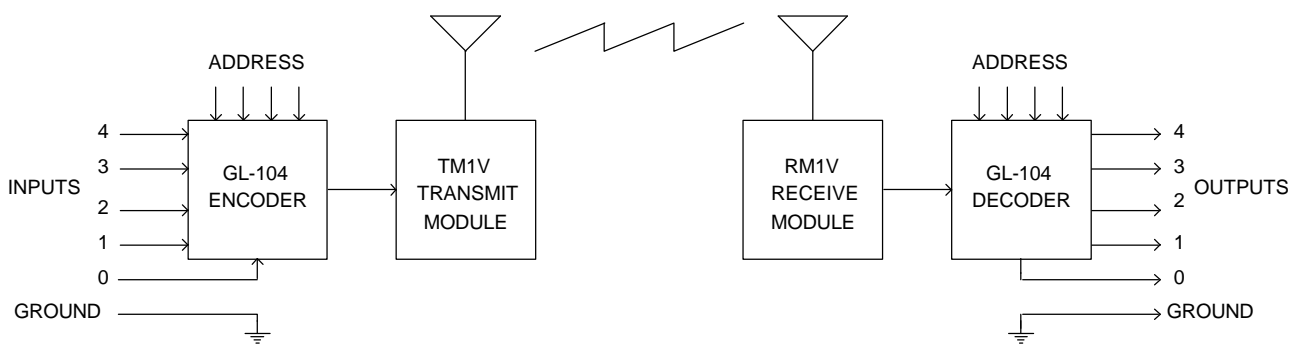 ADDRESS
ADDRESS
4
3
INPUTS
2
1
0
GROUND
GL-104
ENCODER
TM1V
TRANSMIT
MODULE
RM1V
RECEIVE
MODULE
GL-104
DECODER
4
3
OUTPUTS
2
1
0
GROUND